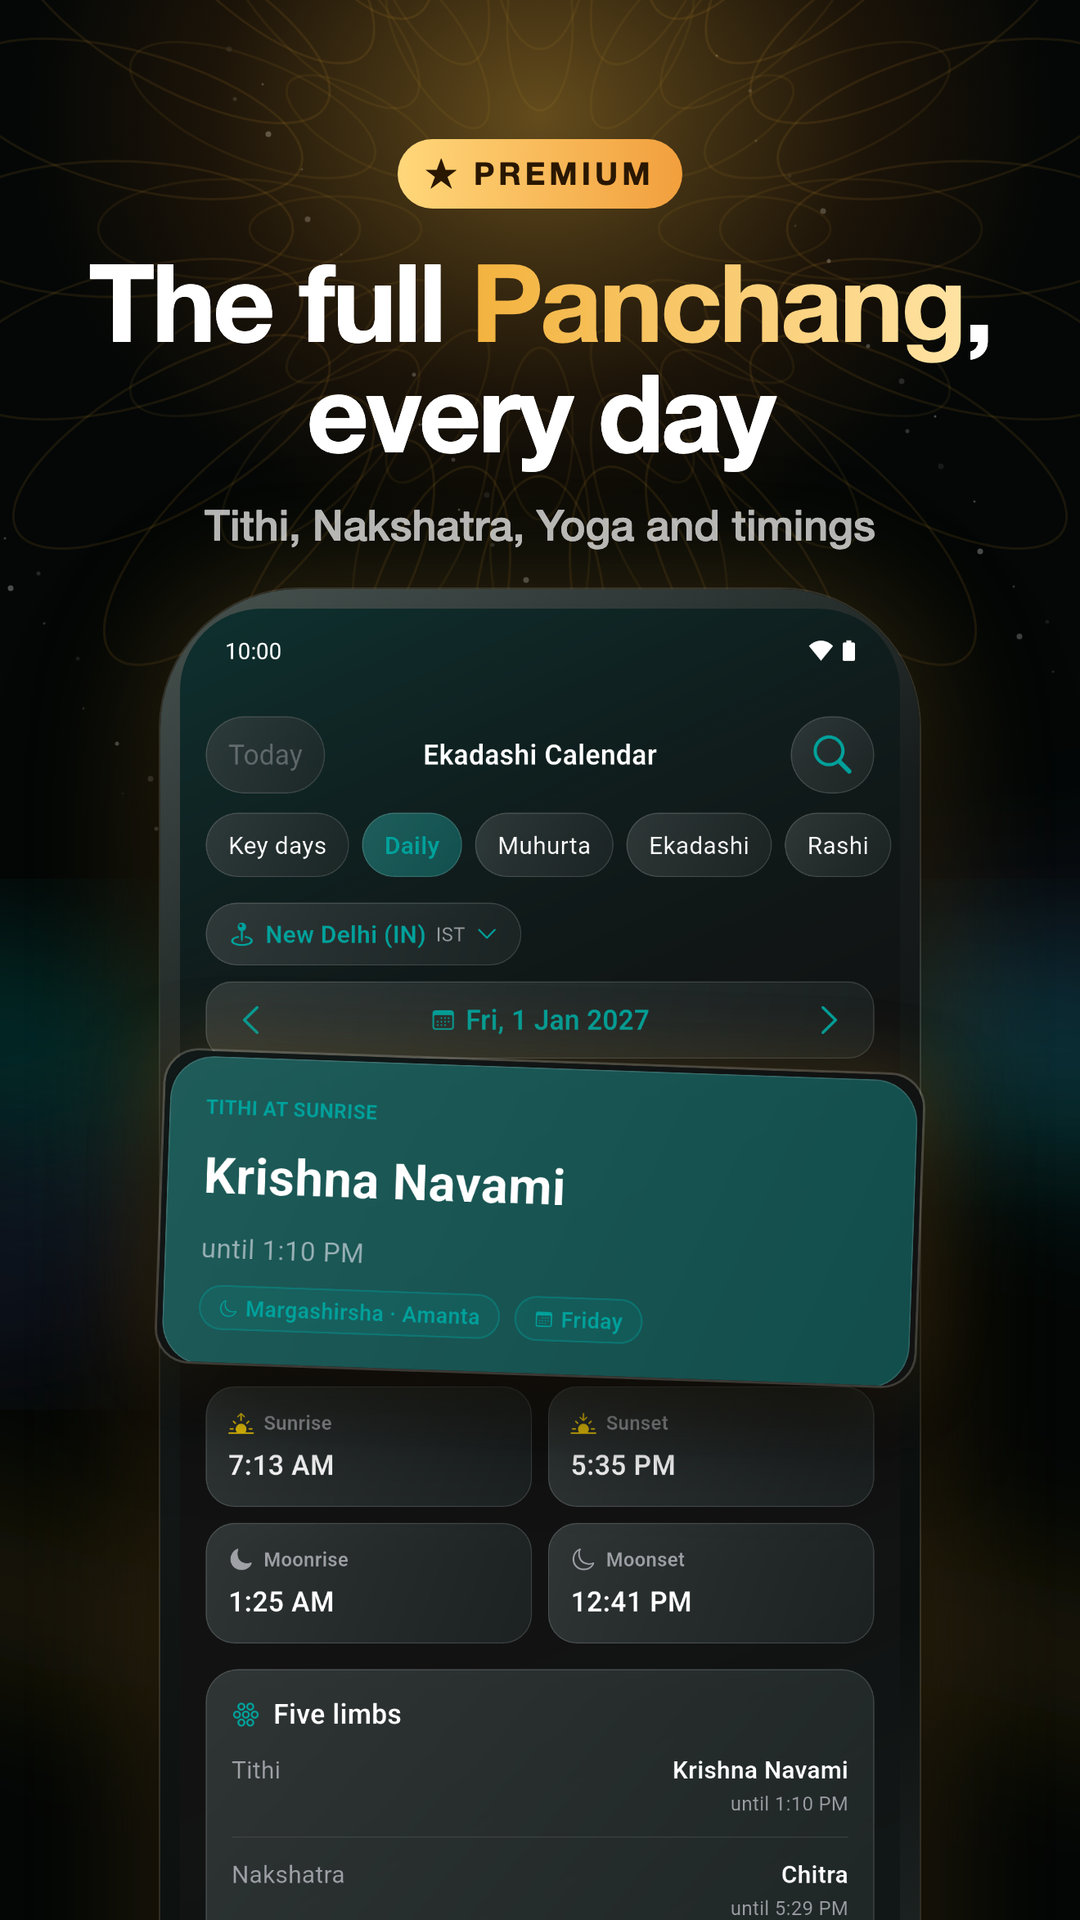 PREMIUM
The full Panchang,
every day
Tithi, Nakshatra, Yoga and timings
10:00
Today
Ekadashi Calendar
Key days
Daily
Muhurta
Ekadashi
Rashi
New Delhi (IN) IST
Fri, 1 Jan 2027
TITHI AT SUNRISE
Krishna Navami
until 1:10 PM
Margashirsha · Amanta
Friday
Sunrise
7:13 AM
Sunset
5:35 PM
Moonrise
1:25 AM
Moonset
12:41 PM
Five limbs
Tithi
Krishna Navami
until 1:10 PM
Nakshatra
Chitra
until 5:29 PM